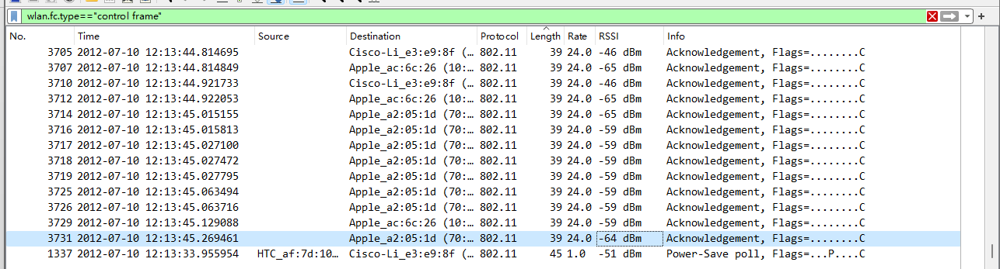 wlan.fc.type=="control frame"
No. Time Source Destination Protocol Length Rate RSSI Info
3705 2012-07-10 12:13:44.814695 Cisco-Li_e3:e9:8f (… 802.11 39 24.0 -46 dBm Acknowledgement, Flags=........C
3707 2012-07-10 12:13:44.814849 Apple_ac:6c:26 (10:… 802.11 39 24.0 -65 dBm Acknowledgement, Flags=........C
3710 2012-07-10 12:13:44.921733 Cisco-Li_e3:e9:8f (… 802.11 39 24.0 -46 dBm Acknowledgement, Flags=........C
3712 2012-07-10 12:13:44.922053 Apple_ac:6c:26 (10:… 802.11 39 24.0 -65 dBm Acknowledgement, Flags=........C
3714 2012-07-10 12:13:45.015155 Apple_a2:05:1d (70:… 802.11 39 24.0 -65 dBm Acknowledgement, Flags=........C
3716 2012-07-10 12:13:45.015813 Apple_a2:05:1d (70:… 802.11 39 24.0 -59 dBm Acknowledgement, Flags=........C
3717 2012-07-10 12:13:45.027100 Apple_a2:05:1d (70:… 802.11 39 24.0 -59 dBm Acknowledgement, Flags=........C
3718 2012-07-10 12:13:45.027472 Apple_a2:05:1d (70:… 802.11 39 24.0 -59 dBm Acknowledgement, Flags=........C
3719 2012-07-10 12:13:45.027795 Apple_a2:05:1d (70:… 802.11 39 24.0 -59 dBm Acknowledgement, Flags=........C
3725 2012-07-10 12:13:45.063494 Apple_a2:05:1d (70:… 802.11 39 24.0 -59 dBm Acknowledgement, Flags=........C
3726 2012-07-10 12:13:45.063716 Apple_a2:05:1d (70:… 802.11 39 24.0 -59 dBm Acknowledgement, Flags=........C
3729 2012-07-10 12:13:45.129088 Apple_ac:6c:26 (10:… 802.11 39 24.0 -59 dBm Acknowledgement, Flags=........C
3731 2012-07-10 12:13:45.269461 Apple_a2:05:1d (70:… 802.11 39 24.0 -64 dBm Acknowledgement, Flags=........C
1337 2012-07-10 12:13:33.955954 HTC_af:7d:10… Cisco-Li_e3:e9:8f (… 802.11 45 1.0 -51 dBm Power-Save poll, Flags=...P....C